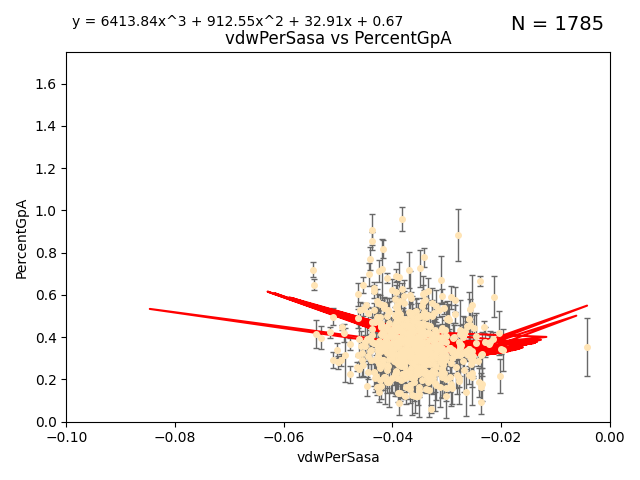 y = 6413.84x^3 + 912.55x^2 + 32.91x + 0.67
N = 1785
vdwPerSasa vs PercentGpA
PercentGpA
1.6
1.4
1.2
1.0
0.8
0.6
0.4
0.2
0.0
−0.10 −0.08 −0.06 −0.04 −0.02 0.00
vdwPerSasa